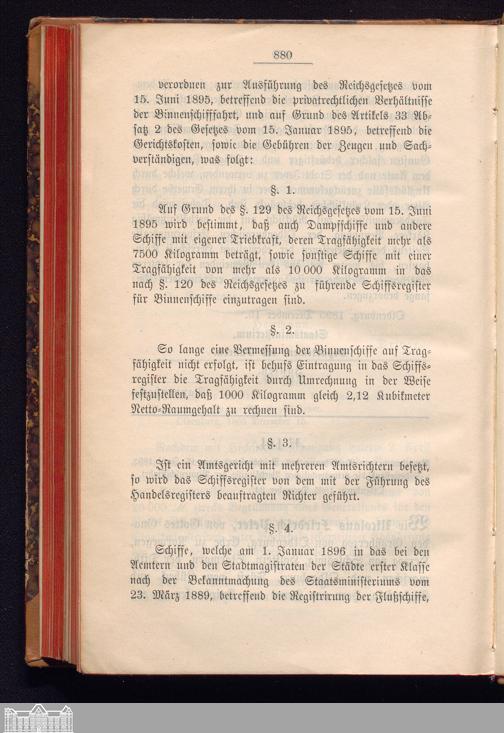 880
verordnen zur Ausführung des Reichsgesetzes vom
15. Juni 1895, betreffend die privatrechtlichen Verhältnisse
der Binnenschifffahrt, und auf Grund des Artikels 33 Ab-
satz 2 des Gesetzes vom 15. Januar 1895, betreffend die
Gerichtskosten, sowie die Gebühren der Zeugen und Sach-
verständigen, was folgt:
§. 1.
Auf Grund des §. 129 des Reichsgesetzes vom 15. Juni
1895 wird bestimmt, daß auch Dampfschiffe und andere
Schiffe mit eigener Triebkraft, deren Tragfähigkeit mehr als
7500 Kilogramm beträgt, sowie sonstige Schiffe mit einer
Tragfähigkeit von mehr als 10 000 Kilogramm in das
nach §. 120 des Reichsgesetzes zu führende Schiffsregister
für Binnenschiffe einzutragen sind.
§. 2.
So lange eine Vermessung der Binnenschiffe auf Trag-
fähigkeit nicht erfolgt, ist behufs Eintragung in das Schiffs-
register die Tragfähigkeit durch Umrechnung in der Weise
festzustellen, daß 1000 Kilogramm gleich 2,12 Kubikmeter
Netto-Raumgehalt zu rechnen sind.
§. 3.
Ist ein Amtsgericht mit mehreren Amtsrichtern besetzt,
so wird das Schiffsregister von dem mit der Führung des
Handelsregisters beauftragten Richter geführt.
§. 4.
Schiffe, welche am 1. Januar 1896 in das bei den
Aemtern und den Stadtmagistraten der Städte erster Klasse
nach der Bekanntmachung des Staatsministeriums vom
23. März 1889, betreffend die Registrirung der Flußschiffe,